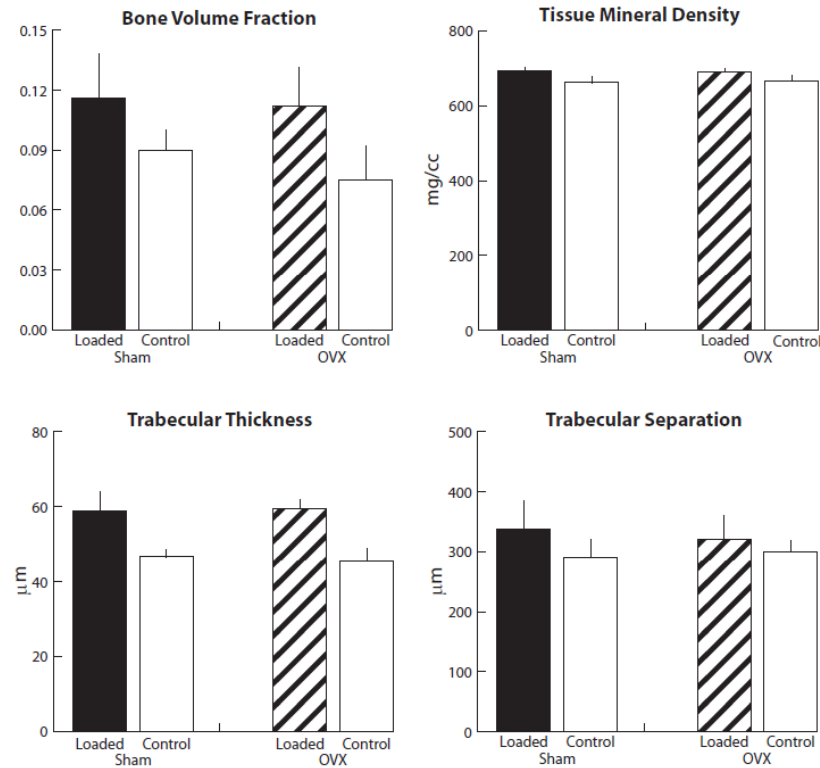 Bone Volume Fraction
0.15
0.12
0.09
0.06
0.03
0.00
Loaded Control Loaded Control
Sham OVX
Tissue Mineral Density
800
600
400
200
0
mg/cc
Loaded Control Loaded Control
Sham OVX
Trabecular Thickness
80
60
40
20
0
μm
Loaded Control Loaded Control
Sham OVX
Trabecular Separation
500
400
300
200
100
0
μm
Loaded Control Loaded Control
Sham OVX